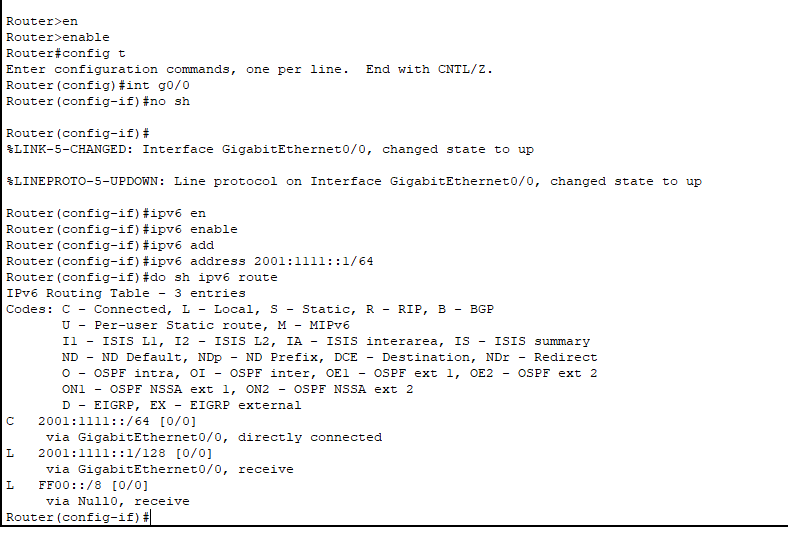 Router>en
Router>enable
Router#config t
Enter configuration commands, one per line.  End with CNTL/Z.
Router(config)#int g0/0
Router(config-if)#no sh

Router(config-if)#
%LINK-5-CHANGED: Interface GigabitEthernet0/0, changed state to up

%LINEPROTO-5-UPDOWN: Line protocol on Interface GigabitEthernet0/0, changed state to up

Router(config-if)#ipv6 en
Router(config-if)#ipv6 enable
Router(config-if)#ipv6 add
Router(config-if)#ipv6 address 2001:1111::1/64
Router(config-if)#do sh ipv6 route
IPv6 Routing Table - 3 entries
Codes: C - Connected, L - Local, S - Static, R - RIP, B - BGP
       U - Per-user Static route, M - MIPv6
       I1 - ISIS L1, I2 - ISIS L2, IA - ISIS interarea, IS - ISIS summary
       ND - ND Default, NDp - ND Prefix, DCE - Destination, NDr - Redirect
       O - OSPF intra, OI - OSPF inter, OE1 - OSPF ext 1, OE2 - OSPF ext 2
       ON1 - OSPF NSSA ext 1, ON2 - OSPF NSSA ext 2
       D - EIGRP, EX - EIGRP external
C   2001:1111::/64 [0/0]
     via GigabitEthernet0/0, directly connected
L   2001:1111::1/128 [0/0]
     via GigabitEthernet0/0, receive
L   FF00::/8 [0/0]
     via Null0, receive
Router(config-if)#